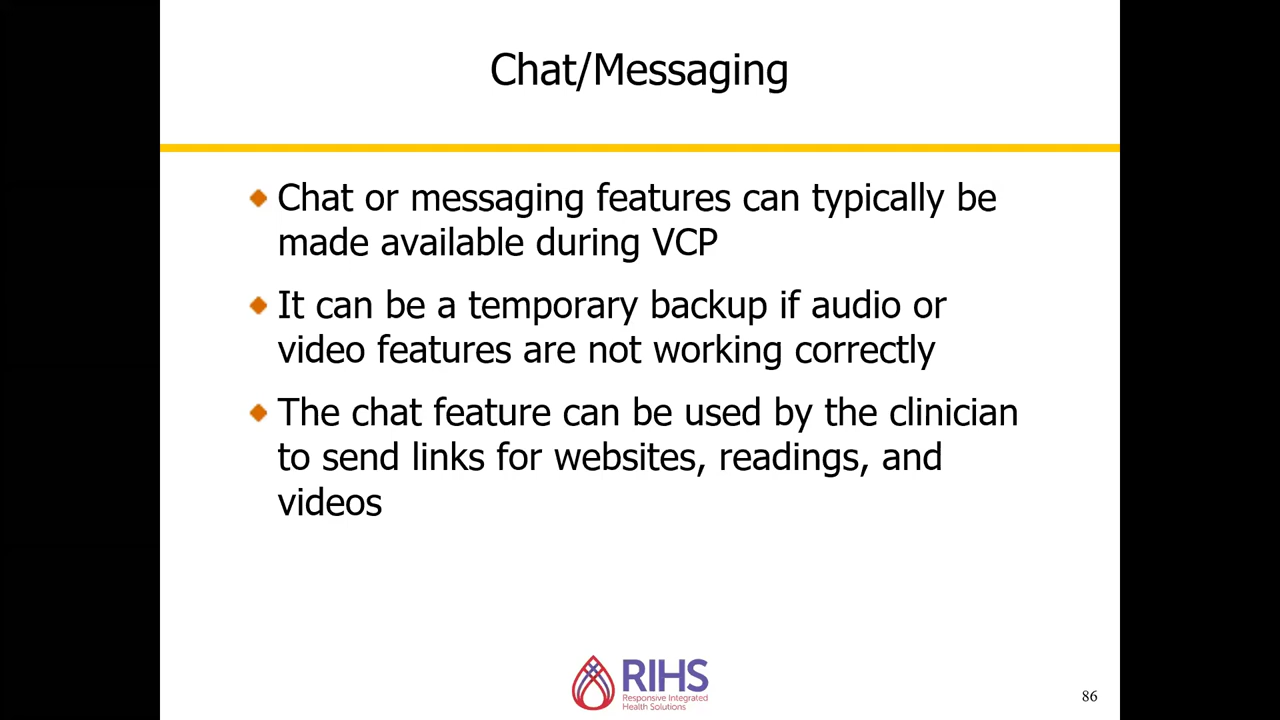 Chat/Messaging
Chat or messaging features can typically be
made available during VCP
It can be a temporary backup if audio or
video features are not working correctly
The chat feature can be used by the clinician
to send links for websites, readings, and
videos
RIHS
Responsive Integrated
Health Solutions
86